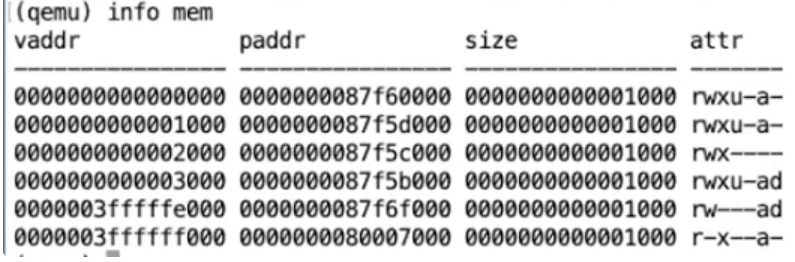 (qemu) info mem
vaddr paddr size attr
---------------- ---------------- ---------------- -------
0000000000000000 0000000087f60000 0000000000001000 rwxu-a-
0000000000001000 0000000087f5d000 0000000000001000 rwxu-a-
0000000000002000 0000000087f5c000 0000000000001000 rwx----
0000000000003000 0000000087f5b000 0000000000001000 rwxu-ad
0000003fffffe000 0000000087f6f000 0000000000001000 rw---ad
0000003ffffff000 0000000080007000 0000000000001000 r-x--a-